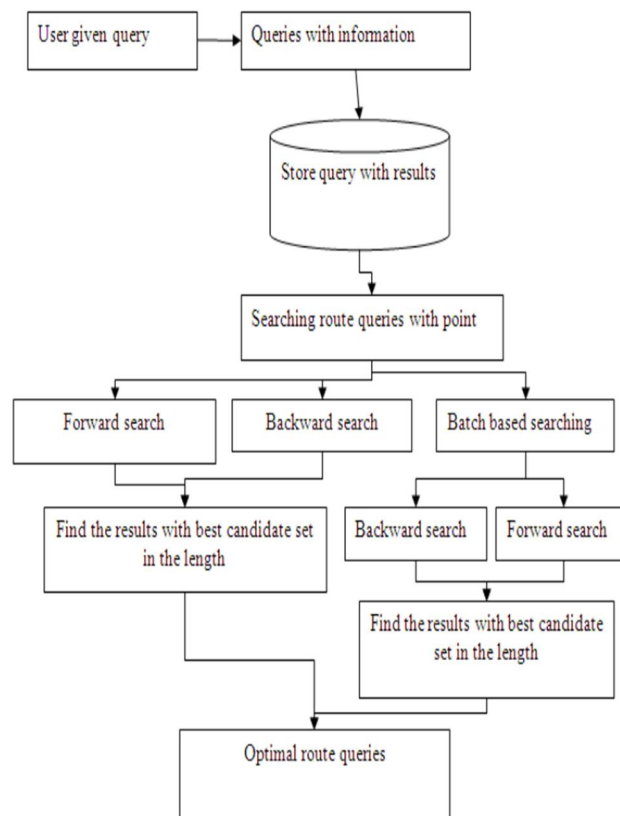 User given query
Queries with information
Store query with results
Searching route queries with point
Forward search
Backward search
Batch based searching
Find the results with best candidate set
in the length
Backward search
Forward search
Find the results with best candidate
set in the length
Optimal route queries